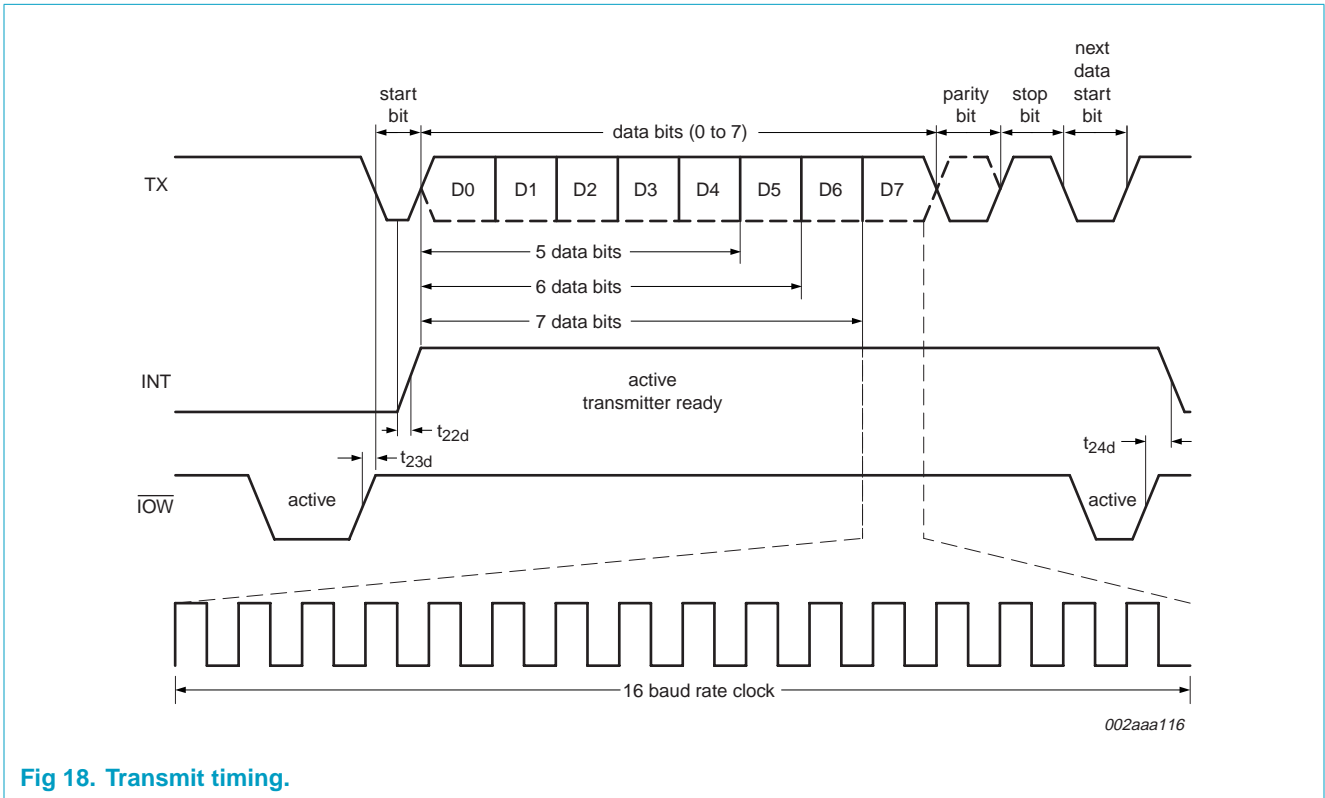 next
data
start
bit
start
bit
parity
bit
stop
bit
data bits (0 to 7)
TX
D0 D1 D2 D3 D4 D5 D6 D7
5 data bits
6 data bits
7 data bits
INT
active
transmitter ready
t22d
t23d
t24d
IOW
active
active
16 baud rate clock
002aaa116
Fig 18. Transmit timing.